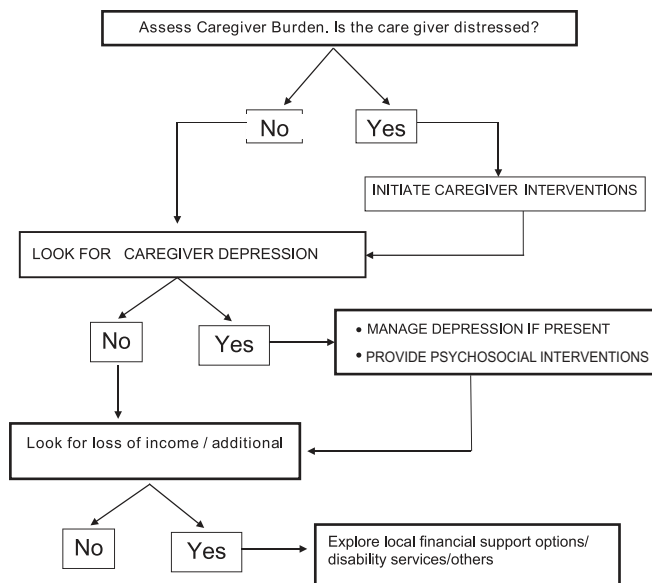 Assess Caregiver Burden. Is the care giver distressed?
No
Yes
INITIATE CAREGIVER INTERVENTIONS
LOOK FOR CAREGIVER DEPRESSION
No
Yes
• MANAGE DEPRESSION IF PRESENT
• PROVIDE PSYCHOSOCIAL INTERVENTIONS
Look for loss of income / additional
No
Yes
Explore local financial support options/
disability services/others